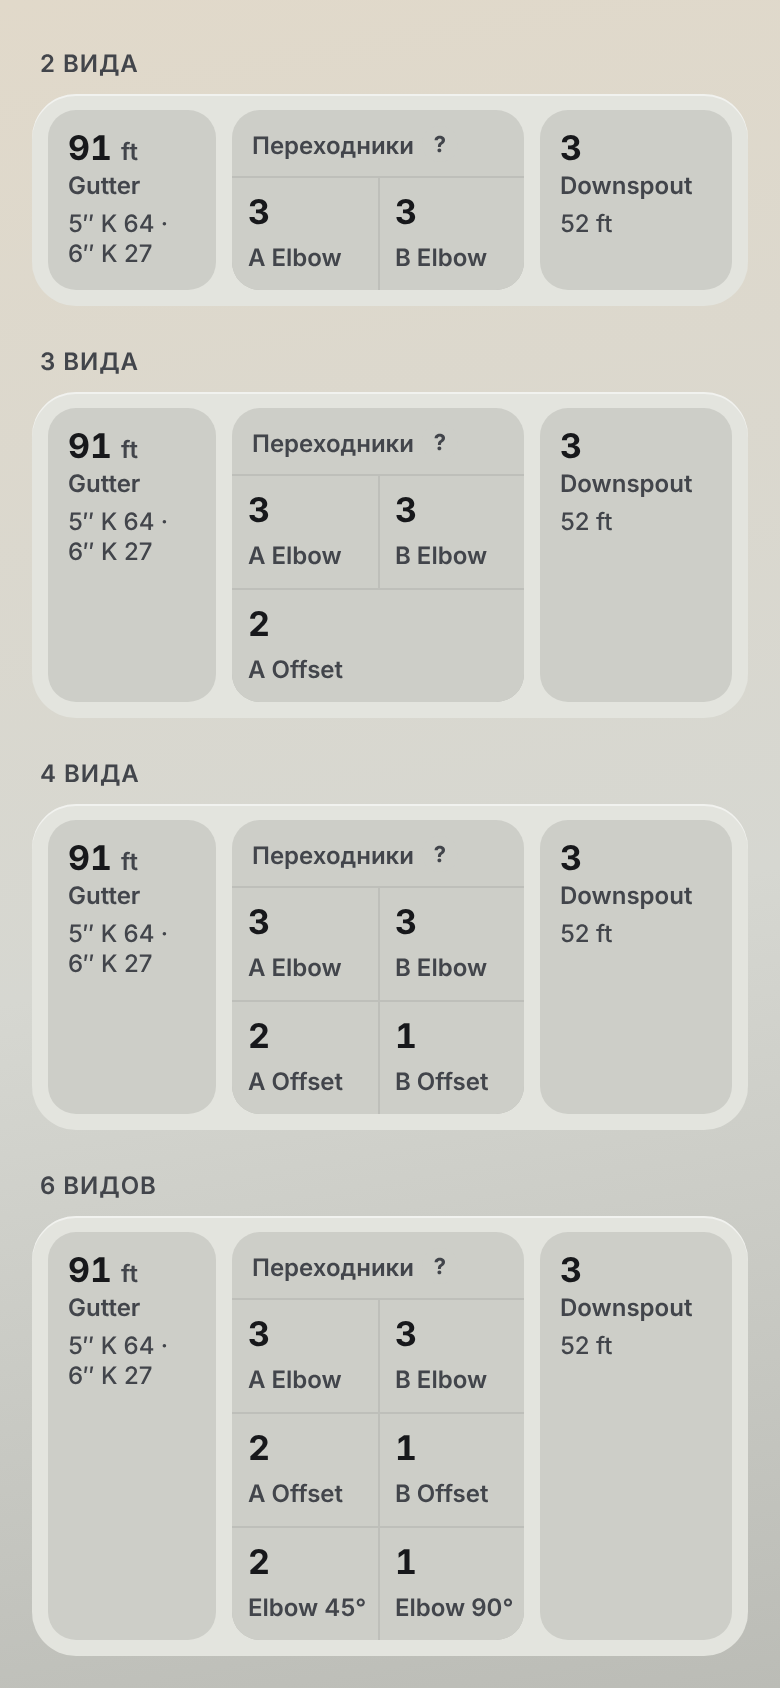 2 ВИДА
91 ft
Gutter
5″ K 64 ·
6″ K 27
Переходники ?
3
A Elbow
3
B Elbow
3
Downspout
52 ft
3 ВИДА
91 ft
Gutter
5″ K 64 ·
6″ K 27
Переходники ?
3
A Elbow
3
B Elbow
2
A Offset
3
Downspout
52 ft
4 ВИДА
91 ft
Gutter
5″ K 64 ·
6″ K 27
Переходники ?
3
A Elbow
3
B Elbow
2
A Offset
1
B Offset
3
Downspout
52 ft
6 ВИДОВ
91 ft
Gutter
5″ K 64 ·
6″ K 27
Переходники ?
3
A Elbow
3
B Elbow
2
A Offset
1
B Offset
2
Elbow 45°
1
Elbow 90°
3
Downspout
52 ft